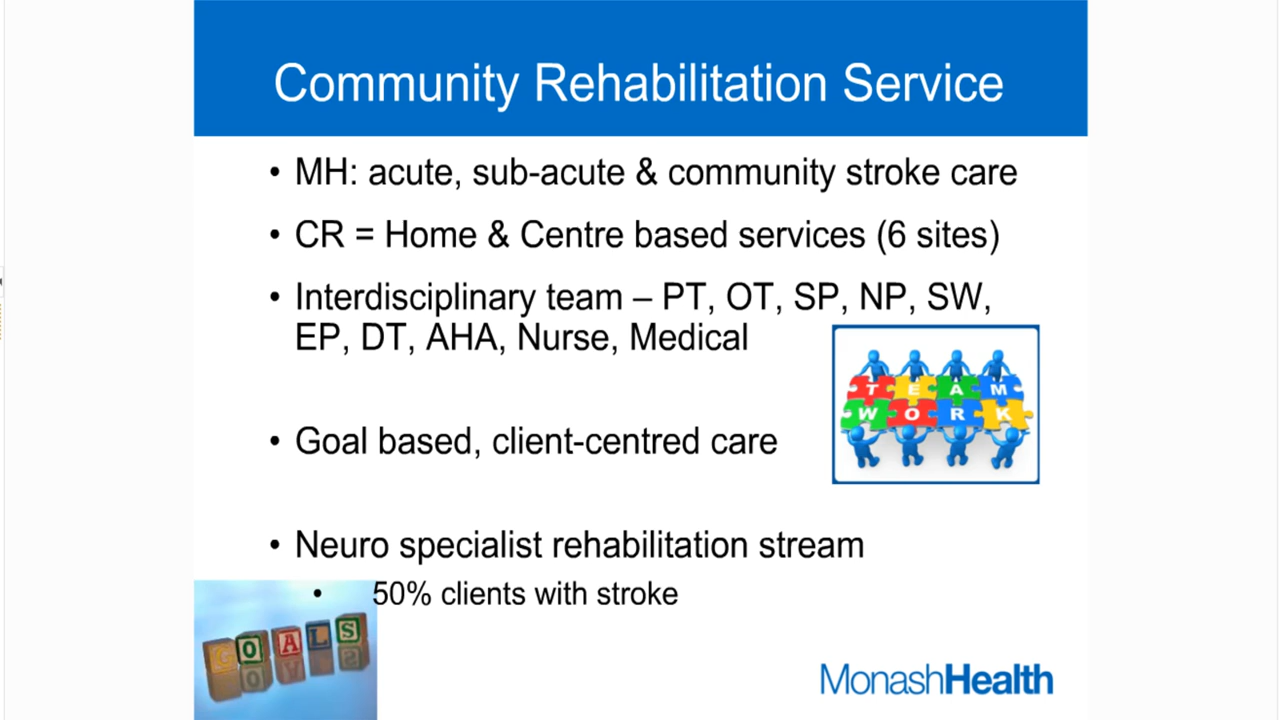 Community Rehabilitation Service
• MH: acute, sub-acute & community stroke care
• CR = Home & Centre based services (6 sites)
• Interdisciplinary team – PT, OT, SP, NP, SW,
EP, DT, AHA, Nurse, Medical
TEAM
WORK
• Goal based, client-centred care
• Neuro specialist rehabilitation stream
• 50% clients with stroke
GOALS
MonashHealth